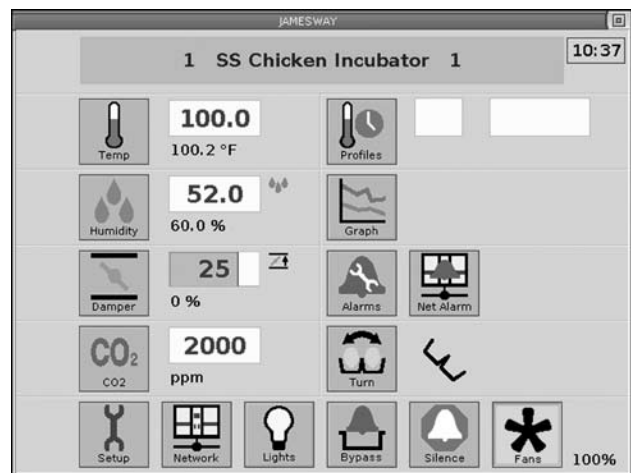 JAMESWAY
1 SS Chicken Incubator 1
10:37
Temp
100.0
100.2 °F
Profiles
Humidity
52.0
60.0 %
Graph
Damper
25
0 %
Alarms
Net Alarm
CO2
CO2
2000
ppm
Turn
Setup
Network
Lights
Bypass
Silence
Fans
100%